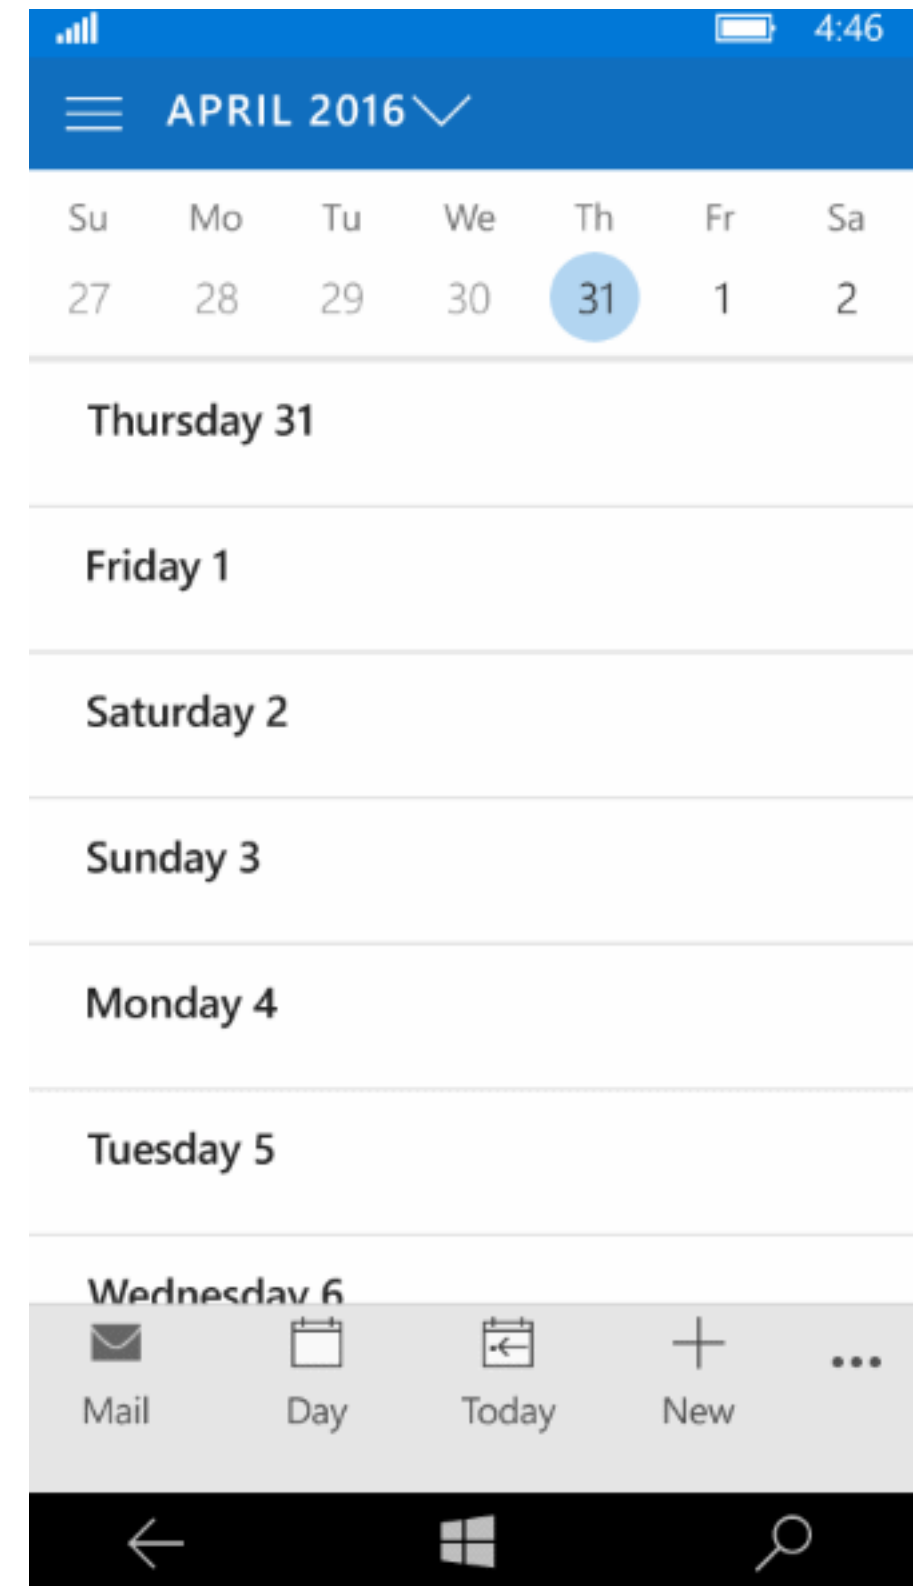 4:46
APRIL 2016
Su Mo Tu We Th Fr Sa
27 28 29 30 31 1 2
Thursday 31
Friday 1
Saturday 2
Sunday 3
Monday 4
Tuesday 5
Wednesday 6
Mail Day Today New